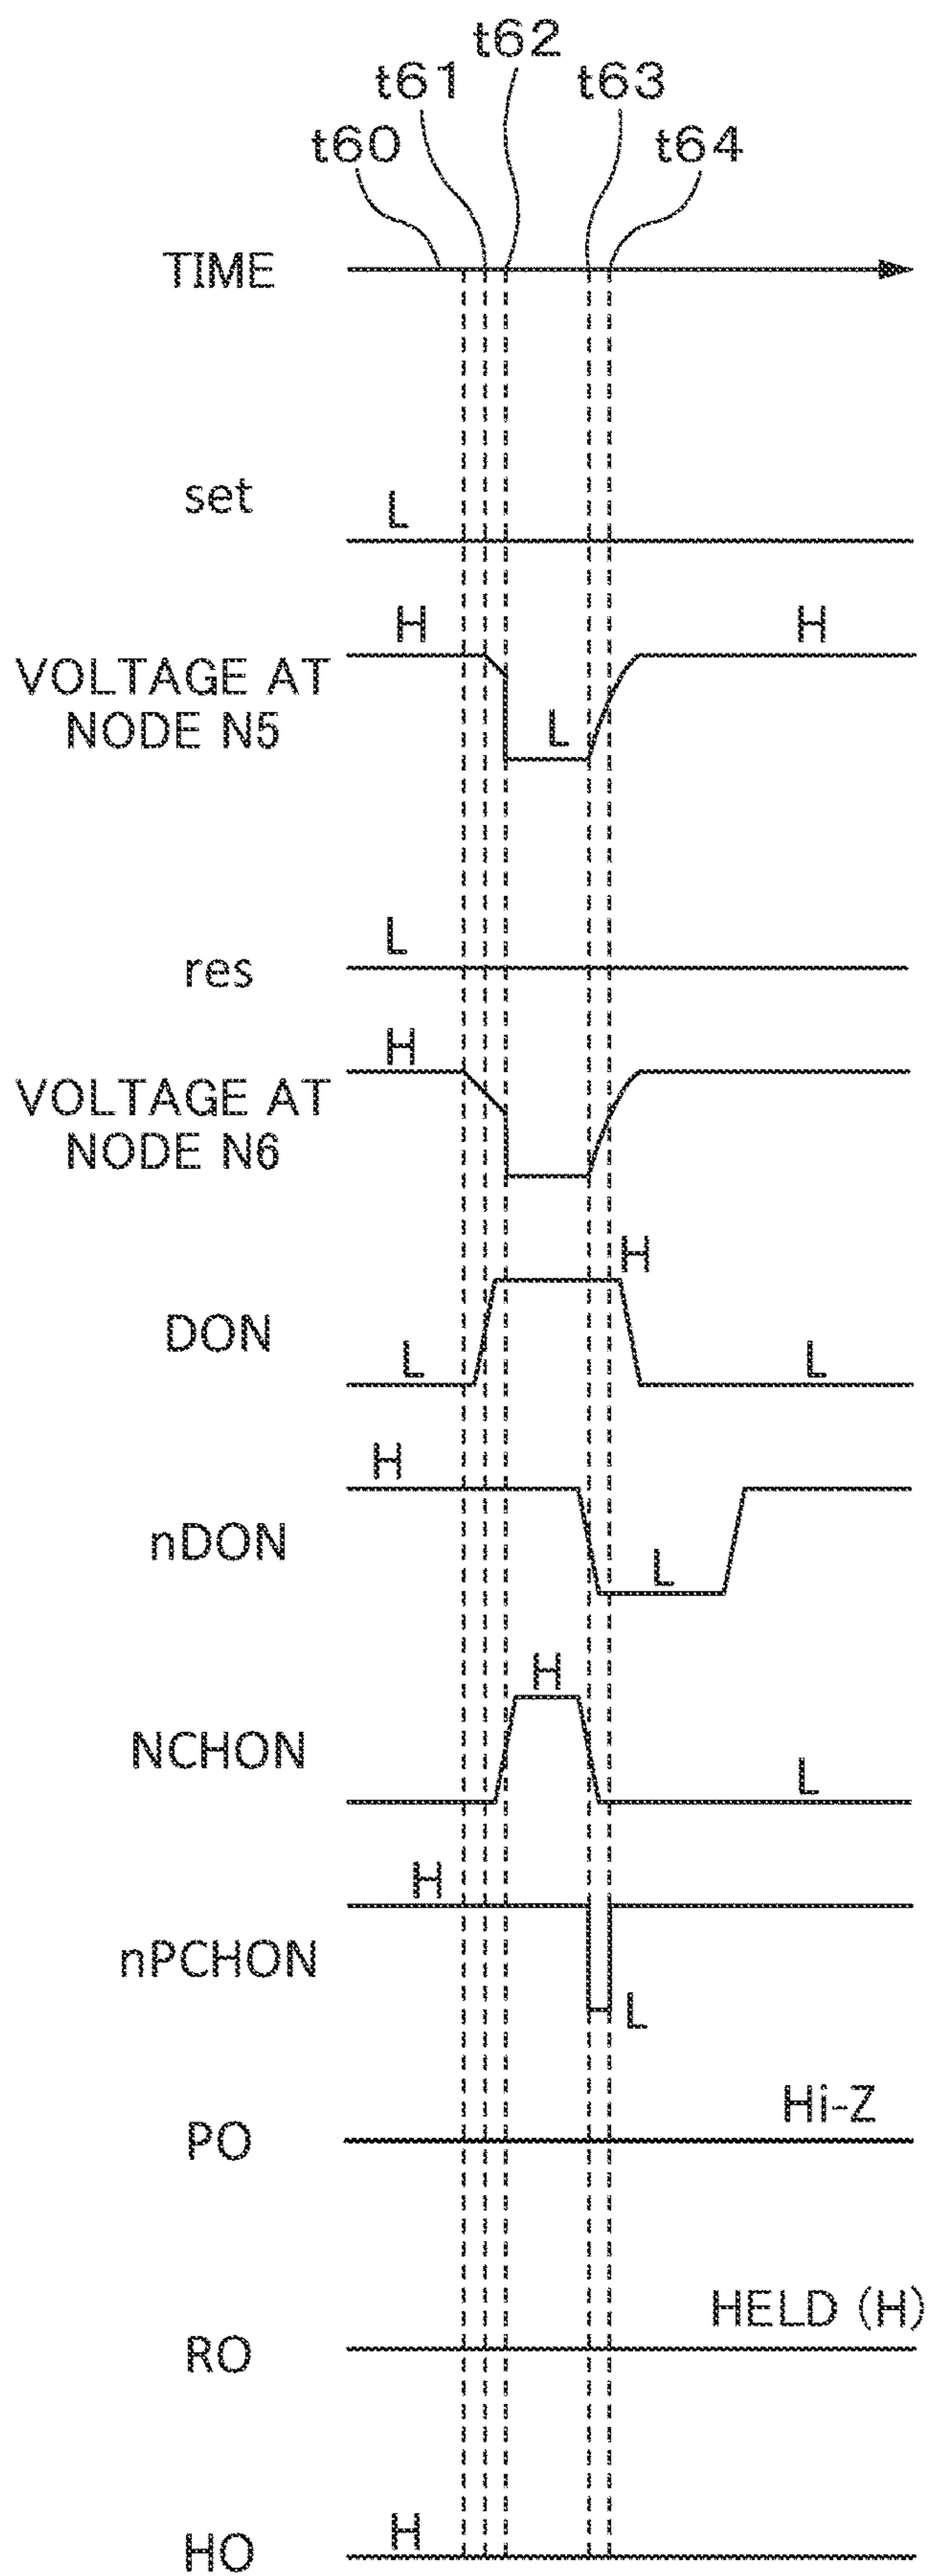 t62
t61
t63
t60
t64
TIME
set
L
H
H
VOLTAGE AT
NODE N5
L
L
res
H
VOLTAGE AT
NODE N6
H
DON
L
L
H
nDON
L
H
NCHON
L
H
nPCHON
L
Hi-Z
PO
HELD (H)
RO
H
HO